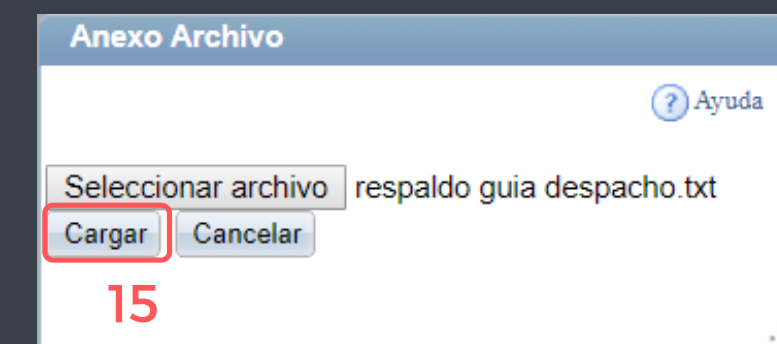 Anexo Archivo
? Ayuda
Seleccionar archivo respaldo guia despacho.txt
Cargar Cancelar
15